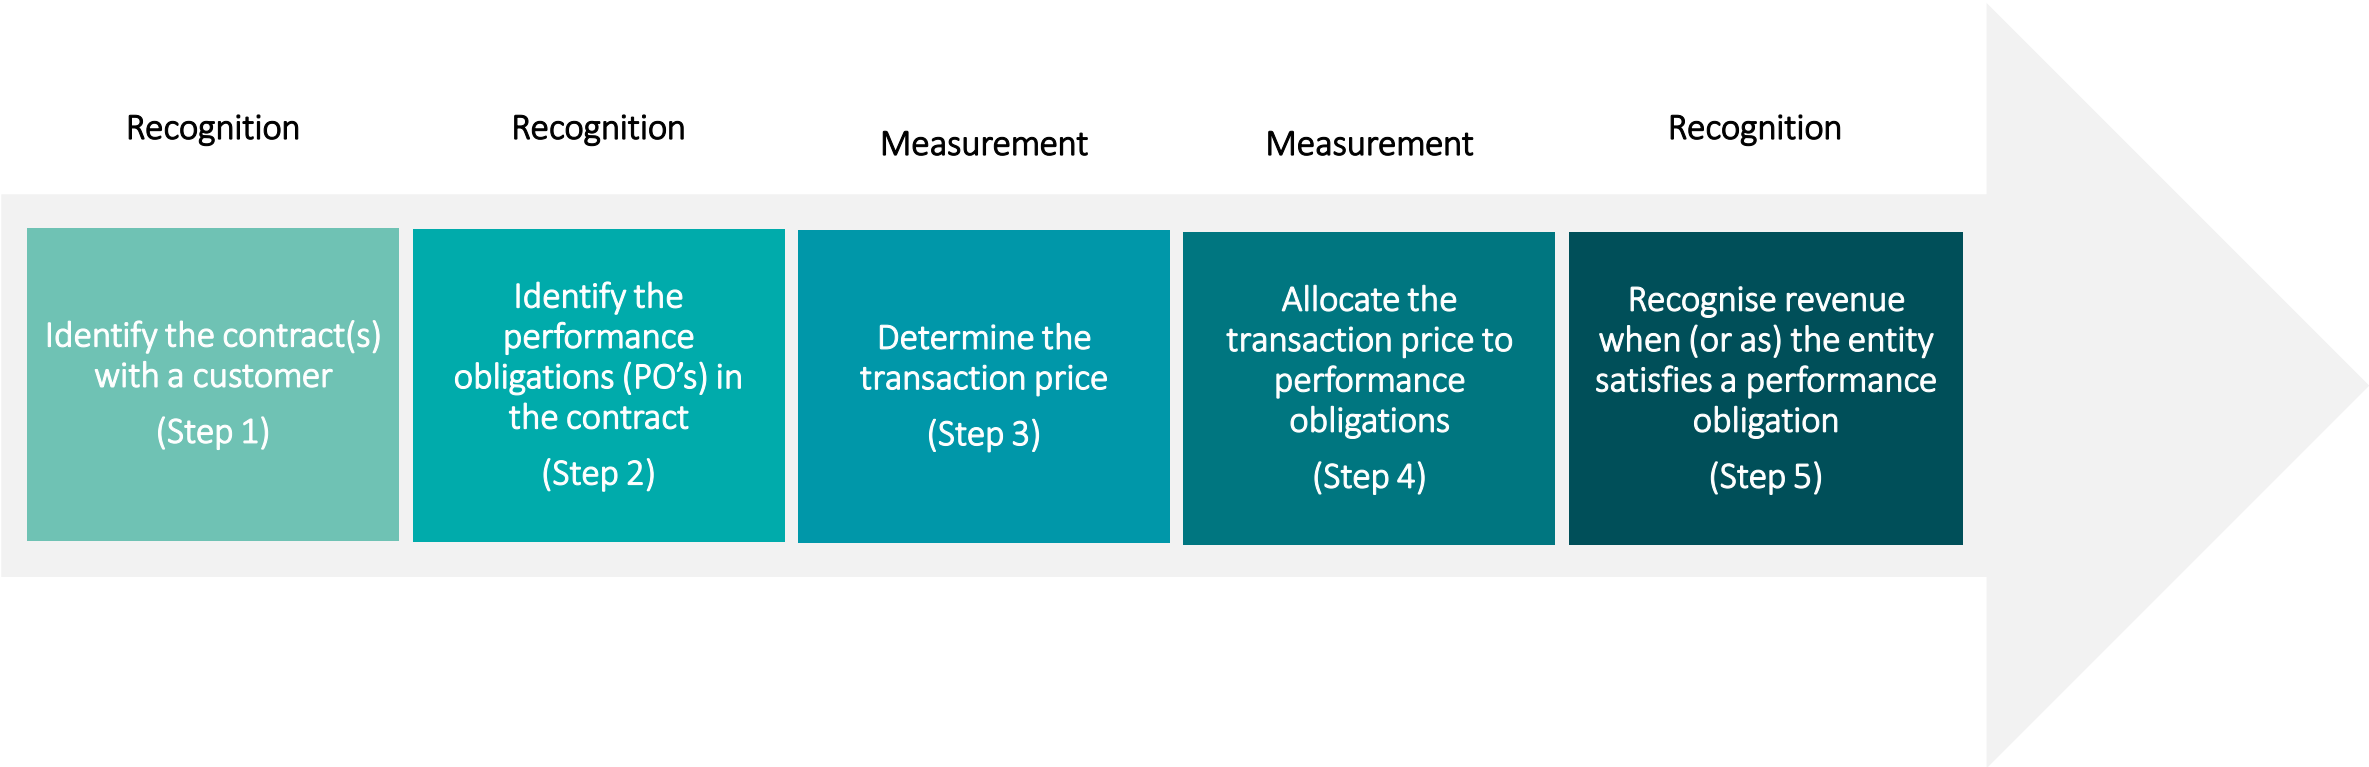 Recognition
Recognition
Measurement
Measurement
Recognition
Identify the contract(s)
with a customer
(Step 1)
Identify the
performance
obligations (PO’s) in
the contract
(Step 2)
Determine the
transaction price
(Step 3)
Allocate the
transaction price to
performance
obligations
(Step 4)
Recognise revenue
when (or as) the entity
satisfies a performance
obligation
(Step 5)